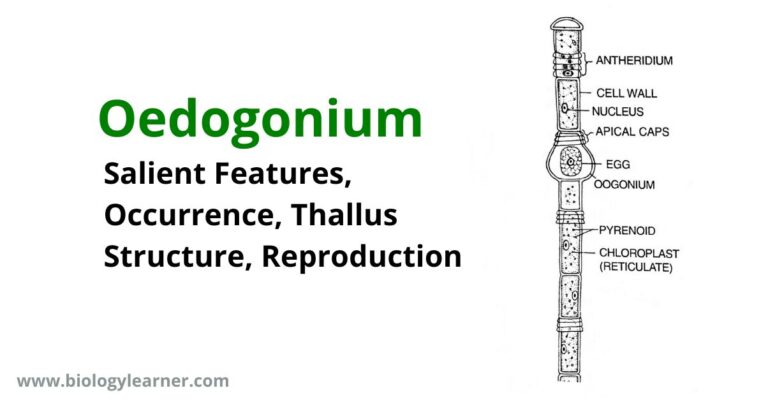 Oedogonium
Salient Features,
Occurrence, Thallus
Structure, Reproduction
www.biologylearner.com
ANTHERIDIUM
CELL WALL
NUCLEUS
APICAL CAPS
EGG
OOGONIUM
PYRENOID
CHLOROPLAST
(RETICULATE)